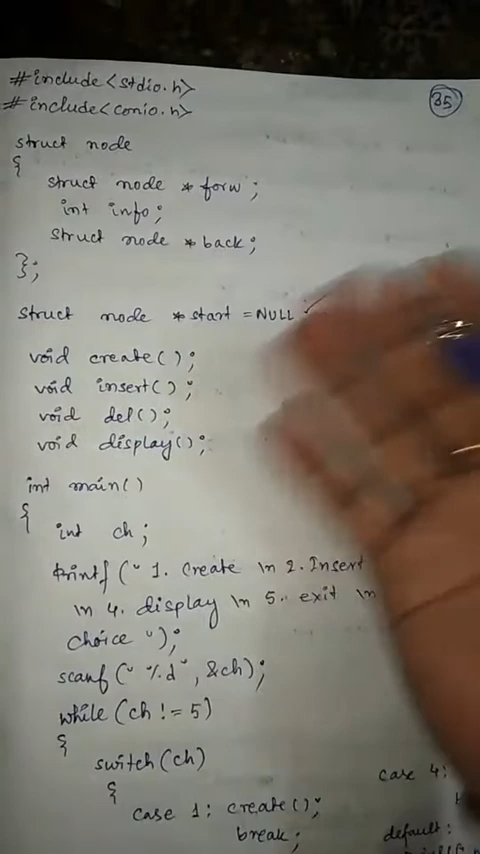 #include<stdio.h>
#include<conio.h>
35
struct node
{
struct node *forw;
int info;
struct node *back;
};
struct node *start =NULL
void create();
void insert();
void del();
void display();
int main()
{
int ch;
printf(" 1. Create \n 2. Insert
\n 4. display \n 5. exit \n
choice ");
scanf(" %d", &ch);
while (ch != 5)
{
switch(ch)
{
case 1: create();
break;
case 4:
default: